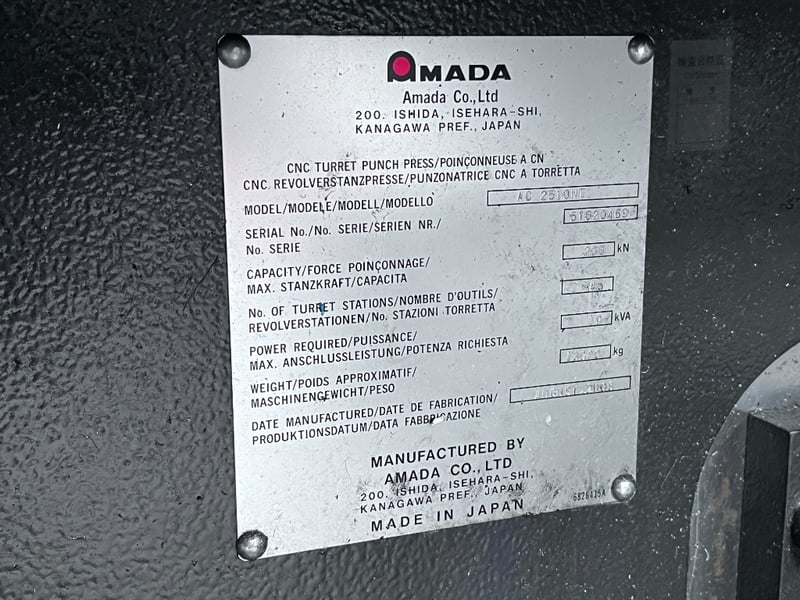 AMADA
Amada Co.,Ltd
200. ISHIDA, ISEHARA-SHI,
KANAGAWA PREF., JAPAN
CNC TURRET PUNCH PRESS/POINÇONNEUSE A CN
CNC REVOLVERSTANZPRESSE/PUNZONATRICE CNC A TORRETTA
MODEL/MODELE/MODELL/MODELLO AC 2510NT
SERIAL No./No. SERIE/SERIEN NR./
No. SERIE
CAPACITY/FORCE POINÇONNAGE/
MAX. STANZKRAFT/CAPACITA kN
No. OF TURRET STATIONS/NOMBRE D'OUTILS/
REVOLVERSTATIONEN/No. STAZIONI TORRETTA
POWER REQUIRED/PUISSANCE/
MAX. ANSCHLUSSLEISTUNG/POTENZA RICHIESTA kVA
WEIGHT/POIDS APPROXIMATIF/
MASCHINENGEWICHT/PESO kg
DATE MANUFACTURED/DATE DE FABRICATION/
PRODUKTIONSDATUM/DATA FABBRICAZIONE
MANUFACTURED BY
AMADA CO., LTD
200. ISHIDA, ISEHARA-SHI,
KANAGAWA PREF., JAPAN
MADE IN JAPAN